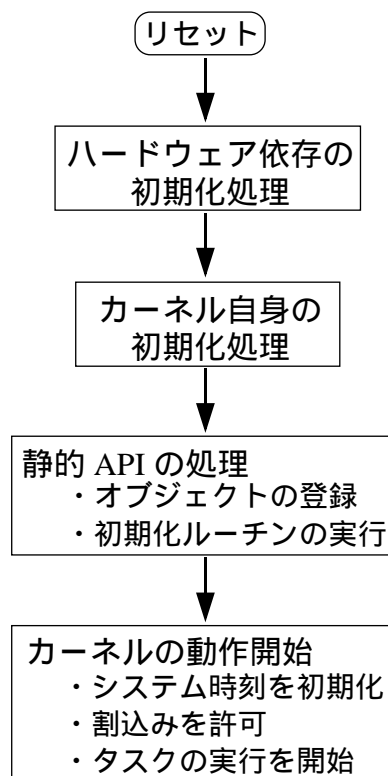 リセット
ハードウェア依存の
初期化処理
カーネル自身の
初期化処理
静的 API の処理
・オブジェクトの登録
・初期化ルーチンの実行
カーネルの動作開始
・システム時刻を初期化
・割込みを許可
・タスクの実行を開始